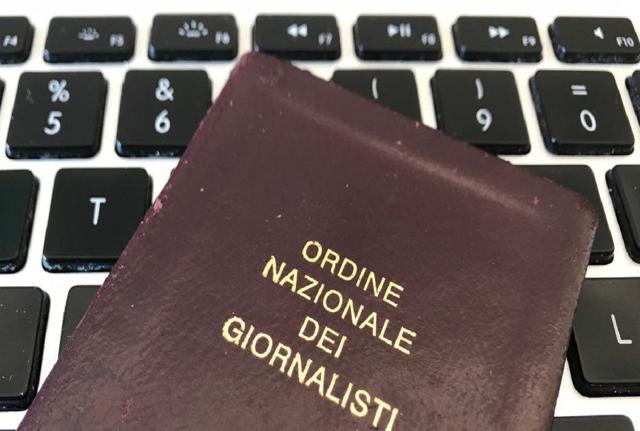 F4 F5 F6 F7 F8 F9 F10
% & ( ) =
5 6 9 0
T
L
ORDINE
NAZIONALE
DEI
GIORNALISTI